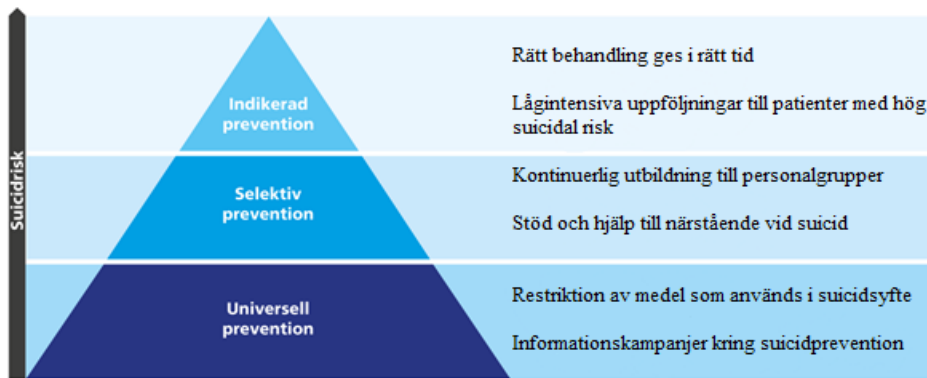 Suicidrisk
Indikerad
prevention
Rätt behandling ges i rätt tid
Lågintensiva uppföljningar till patienter med hög
suicidal risk
Selektiv
prevention
Kontinuerlig utbildning till personalgrupper
Stöd och hjälp till närstående vid suicid
Universell
prevention
Restriktion av medel som används i suicidsyfte
Informationskampanjer kring suicidprevention